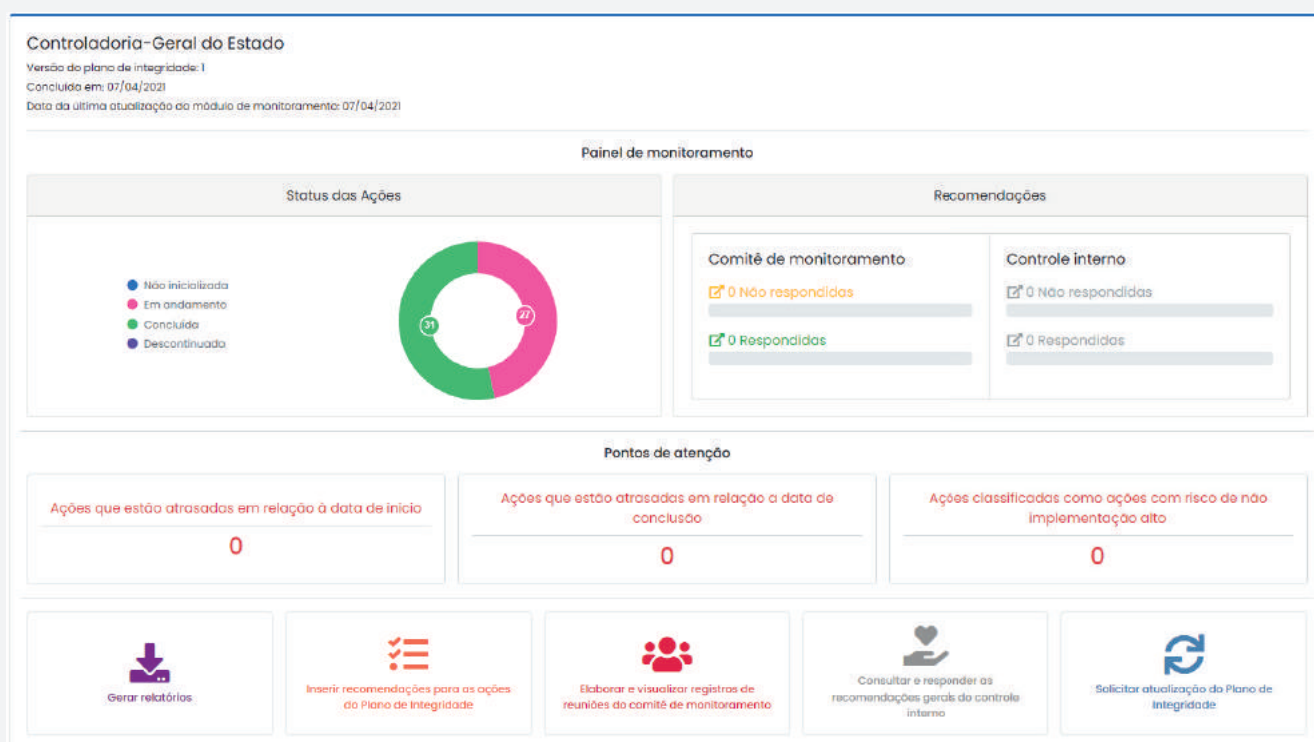 Controladoria-Geral do Estado
Versão do plano de integridade: 1
Concluída em: 07/04/2021
Data da última atualização do módulo de monitoramento: 07/04/2021
Painel de monitoramento
Status das Ações
Não inicializada
Em andamento
Concluída
Descontinuado
31
27
Recomendações
Comitê de monitoramento
0 Não respondidas
0 Respondidas
Controle interno
0 Não respondidas
0 Respondidas
Pontos de atenção
Ações que estão atrasadas em relação à data de inicio
0
Ações que estão atrasadas em relação a data de
conclusão
0
Ações classificadas como ações com risco de não
implementação alto
0
Gerar relatórios
Inserir recomendações para as ações
do Plano de Integridade
Elaborar e visualizar registros de
reuniões do comitê de monitoramento
Consultar e responder as
recomendações gerais do controle
interno
Solicitar atualização do Plano de
Integridade